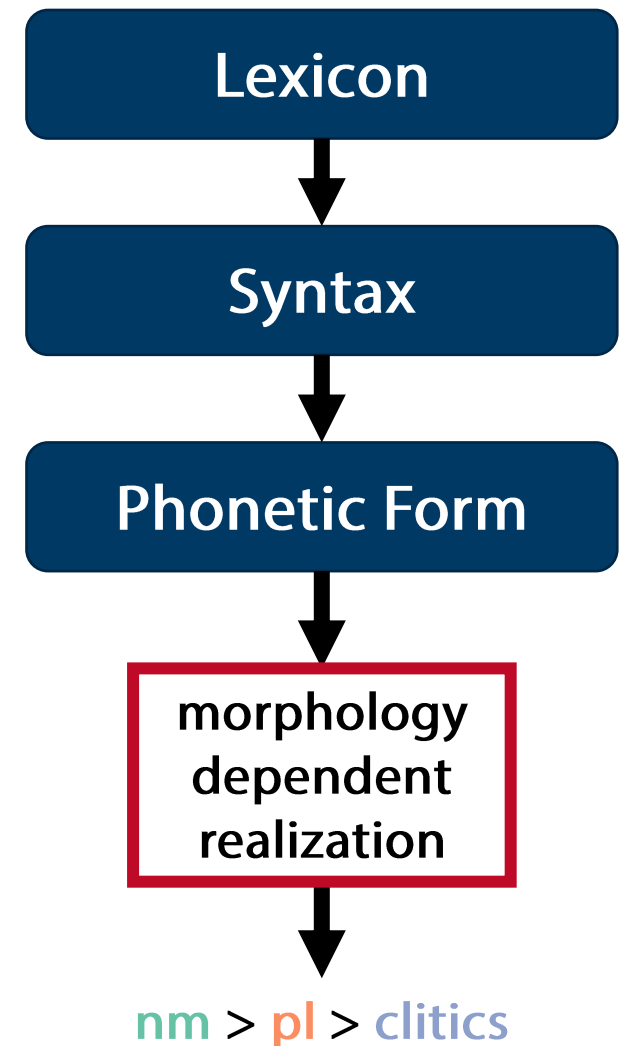 Lexicon
Syntax
Phonetic Form
morphology
dependent
realization
nm > pl > clitics